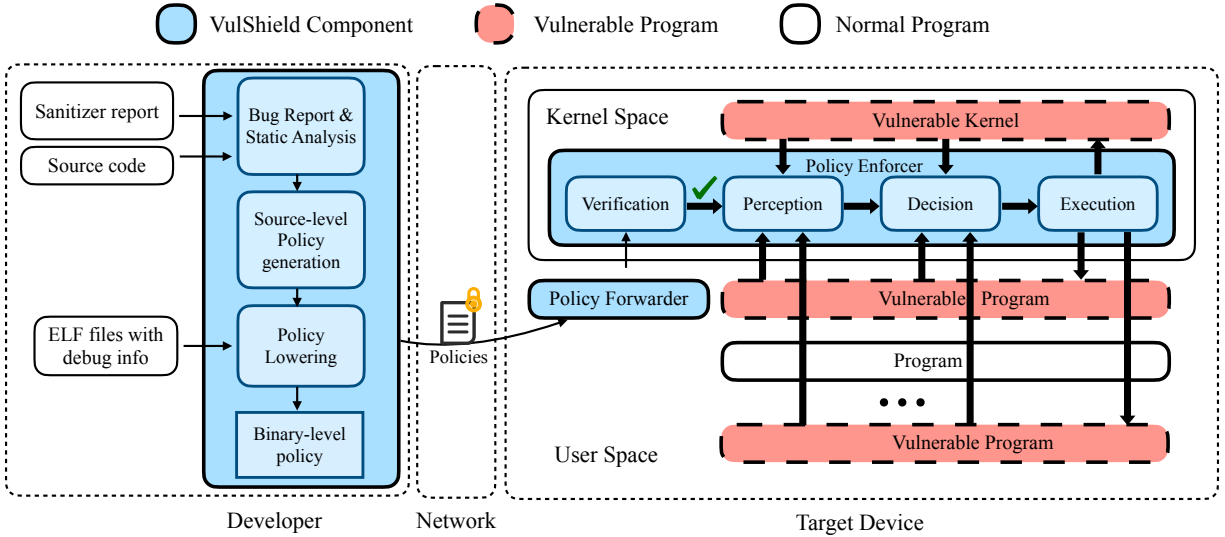 VulShield Component
Vulnerable Program
Normal Program
Sanitizer report
Source code
Bug Report &
Static Analysis
Source-level
Policy
generation
ELF files with
debug info
Policy
Lowering
Binary-level
policy
Developer
Policies
Network
Kernel Space
Vulnerable Kernel
Policy Enforcer
Verification
Perception
Decision
Execution
Policy Forwarder
Vulnerable Program
Program
Vulnerable Program
User Space
Target Device